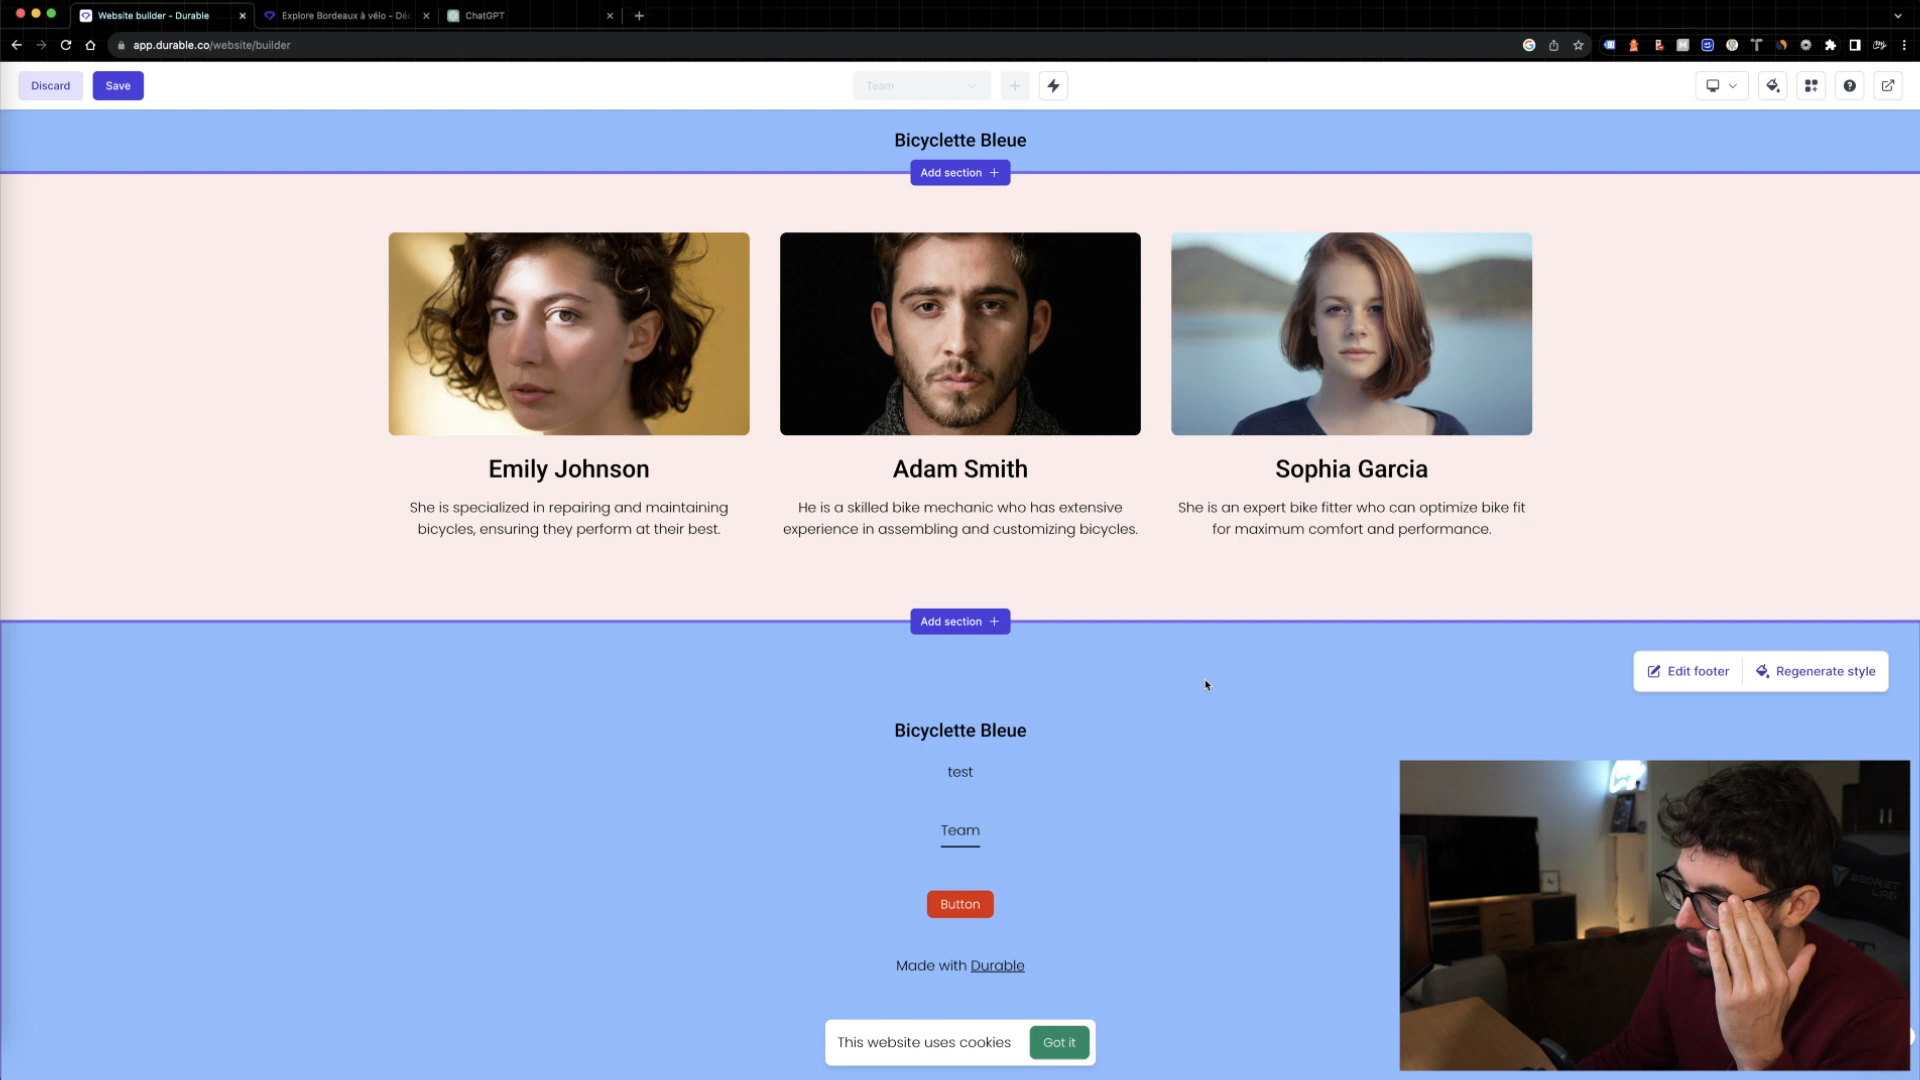 Website builder - Durable
Explore Bordeaux à vélo - Dé
ChatGPT
app.durable.co/website/builder
Discard
Save
Team
Bicyclette Bleue
Add section +
Emily Johnson
Adam Smith
Sophia Garcia
She is specialized in repairing and maintaining
bicycles, ensuring they perform at their best.
He is a skilled bike mechanic who has extensive
experience in assembling and customizing bicycles.
She is an expert bike fitter who can optimize bike fit
for maximum comfort and performance.
Add section +
Edit footer
Regenerate style
Bicyclette Bleue
test
Team
Button
Made with Durable
This website uses cookies
Got it
SECRETLAB